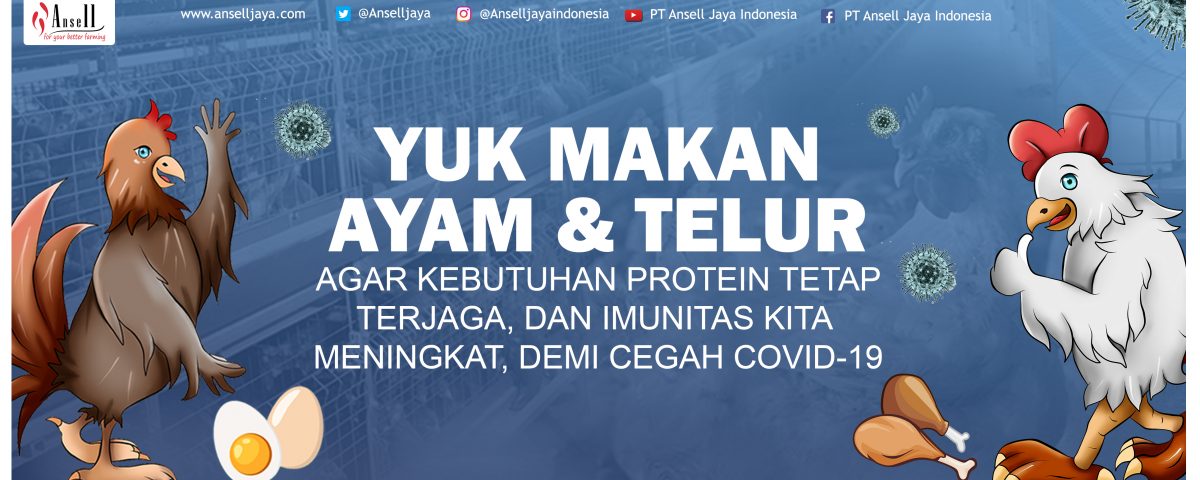 Ansell
for your better farming
www.anselljaya.com
@Anselljaya
@Anselljayaindonesia
PT Ansell Jaya Indonesia
PT Ansell Jaya Indonesia
YUK MAKAN
AYAM & TELUR
AGAR KEBUTUHAN PROTEIN TETAP
TERJAGA, DAN IMUNITAS KITA
MENINGKAT, DEMI CEGAH COVID-19